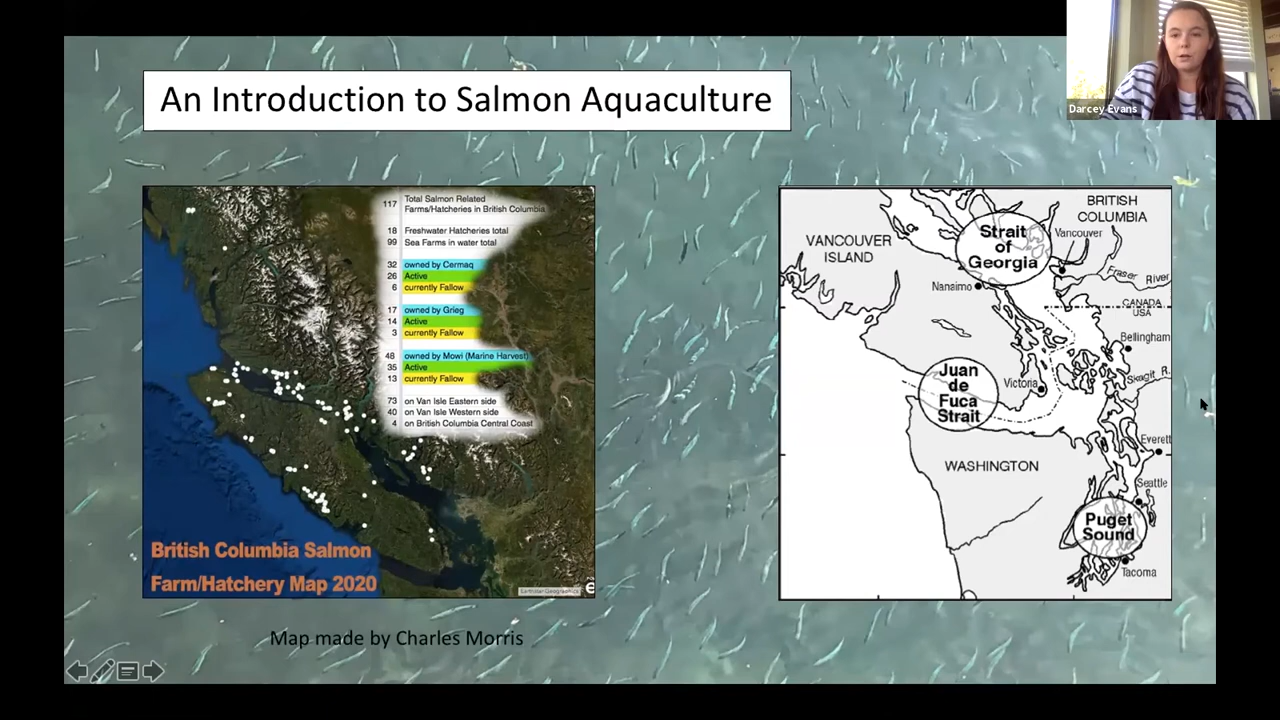 Darcey Evans
An Introduction to Salmon Aquaculture
117 Total Salmon Related
Farms/Hatcheries in British Columbia
18 Freshwater Hatcheries total
99 Sea Farms in water total
32 owned by Cermaq
26 Active
6 currently Fallow
17 owned by Grieg
14 Active
3 currently Fallow
48 owned by Mowi (Marine Harvest)
35 Active
13 currently Fallow
73 on Van Isle Eastern side
40 on Van Isle Western side
4 on British Columbia Central Coast
British Columbia Salmon
Farm/Hatchery Map 2020
Earthstar Geographics
Map made by Charles Morris
BRITISH
COLUMBIA
VANCOUVER
ISLAND
Strait
of
Georgia
Vancouver
Fraser River
Nanaimo
CANADA
USA
Bellingham
Skagit R.
Juan
de
Fuca
Strait
Victoria
Everett
WASHINGTON
Seattle
Puget
Sound
Tacoma